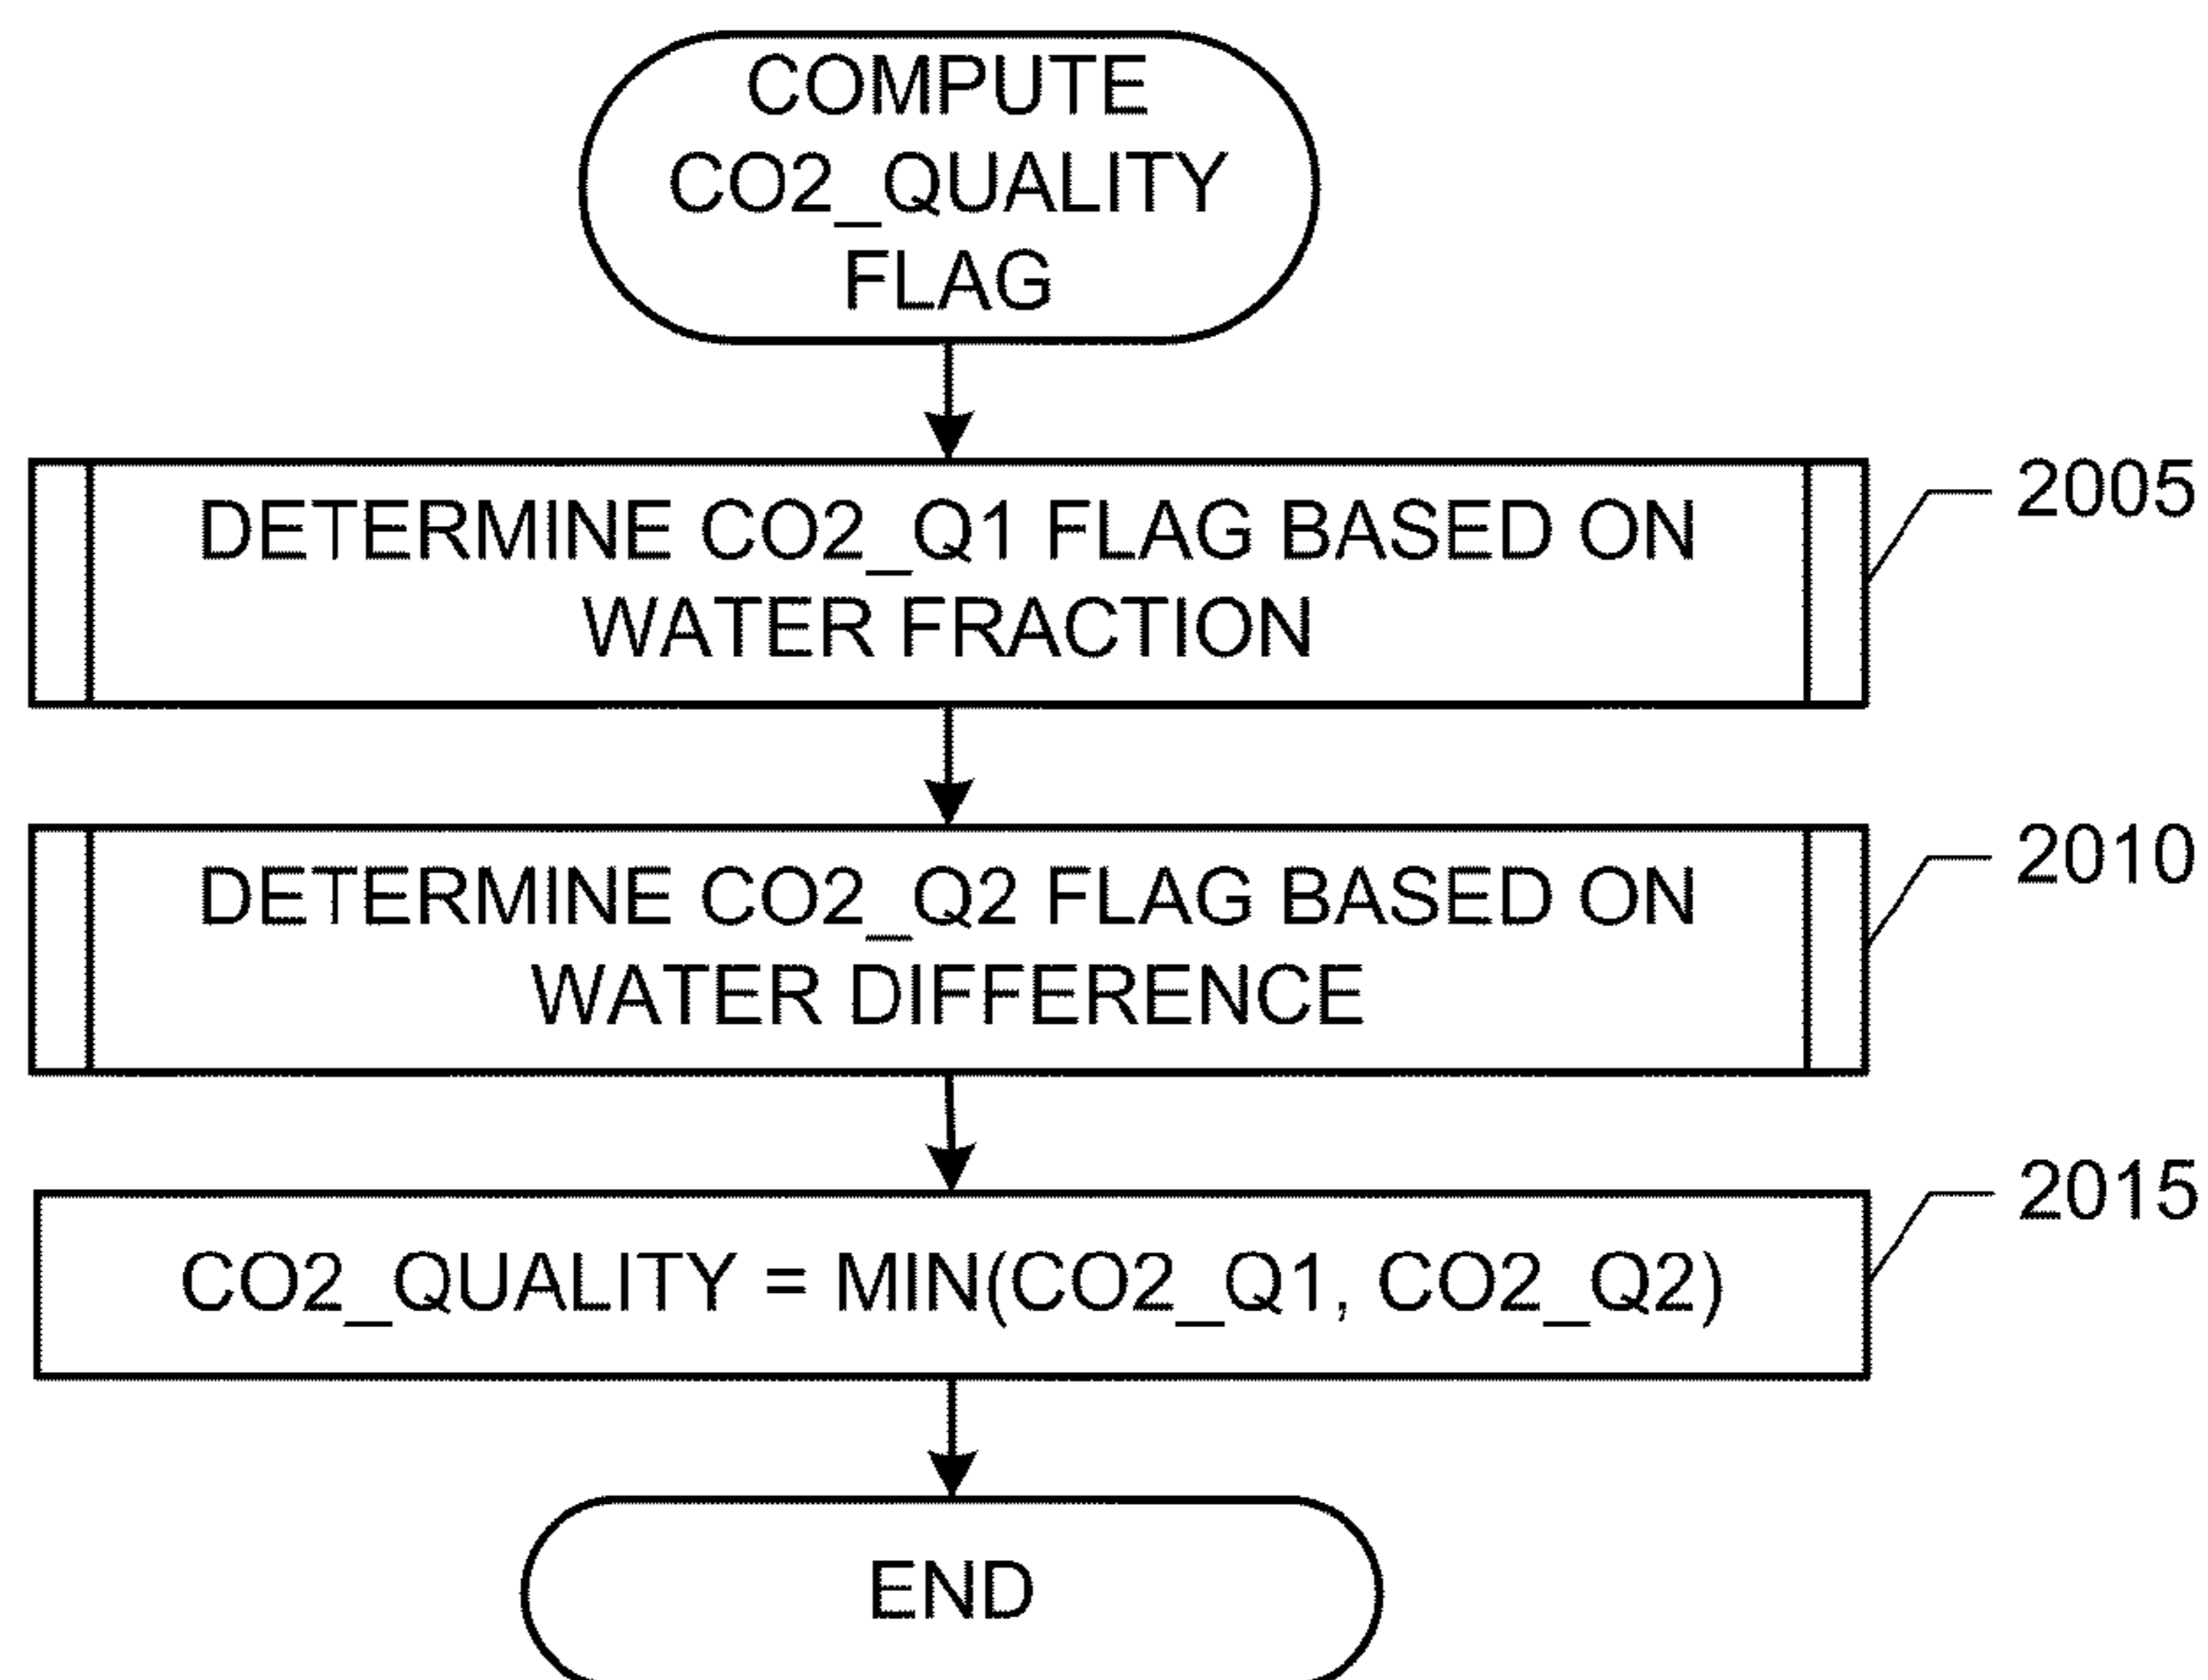 COMPUTE
CO2_QUALITY
FLAG
DETERMINE CO2_Q1 FLAG BASED ON
WATER FRACTION
2005
DETERMINE CO2_Q2 FLAG BASED ON
WATER DIFFERENCE
2010
CO2_QUALITY = MIN(CO2_Q1, CO2_Q2)
2015
END